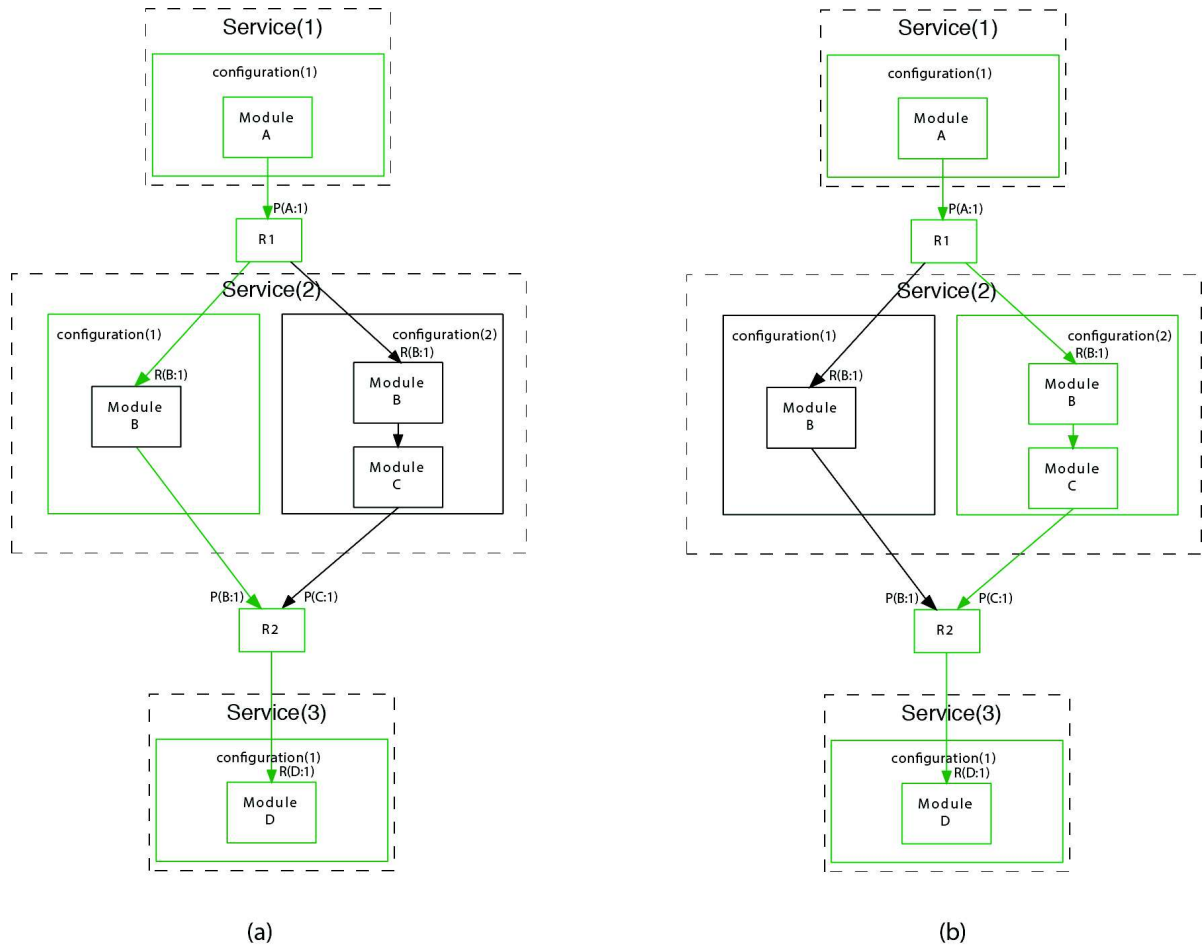 Service(1)
configuration(1)
Module
A
P(A:1)
R1
Service(2)
configuration(1)
configuration(2)
R(B:1)
Module
B
R(B:1)
Module
B
Module
C
P(B:1)
P(C:1)
R2
Service(3)
configuration(1)
R(D:1)
Module
D
(a)
Service(1)
configuration(1)
Module
A
P(A:1)
R1
Service(2)
configuration(1)
configuration(2)
R(B:1)
Module
B
R(B:1)
Module
B
Module
C
P(B:1)
P(C:1)
R2
Service(3)
configuration(1)
R(D:1)
Module
D
(b)